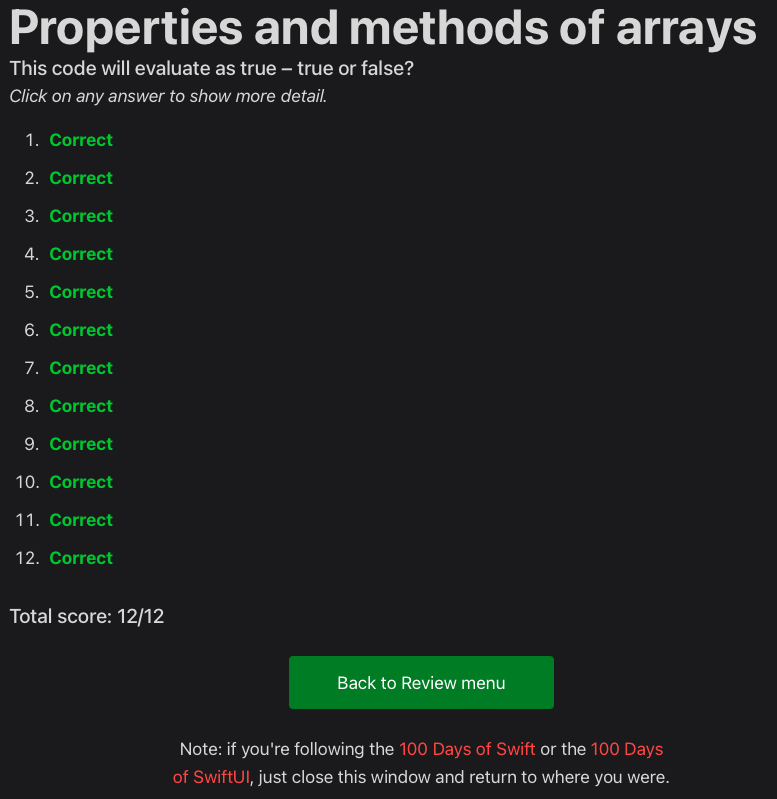 Properties and methods of arrays
This code will evaluate as true – true or false?
Click on any answer to show more detail.
1. Correct
2. Correct
3. Correct
4. Correct
5. Correct
6. Correct
7. Correct
8. Correct
9. Correct
10. Correct
11. Correct
12. Correct
Total score: 12/12
Back to Review menu
Note: if you're following the 100 Days of Swift or the 100 Days
of SwiftUI, just close this window and return to where you were.